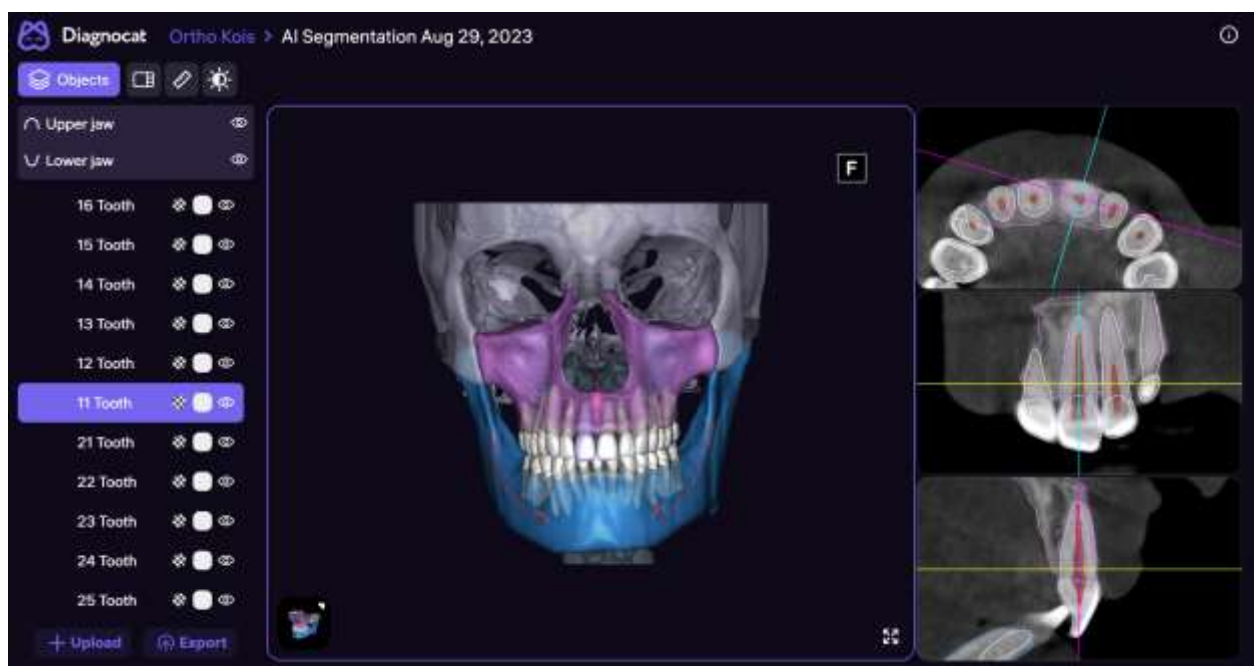 Diagnocat Ortho Kois > AI Segmentation Aug 29, 2023
Objects
Upper jaw
Lower jaw
F
16 Tooth
15 Tooth
14 Tooth
13 Tooth
12 Tooth
11 Tooth
21 Tooth
22 Tooth
23 Tooth
24 Tooth
25 Tooth
+ Upload Export